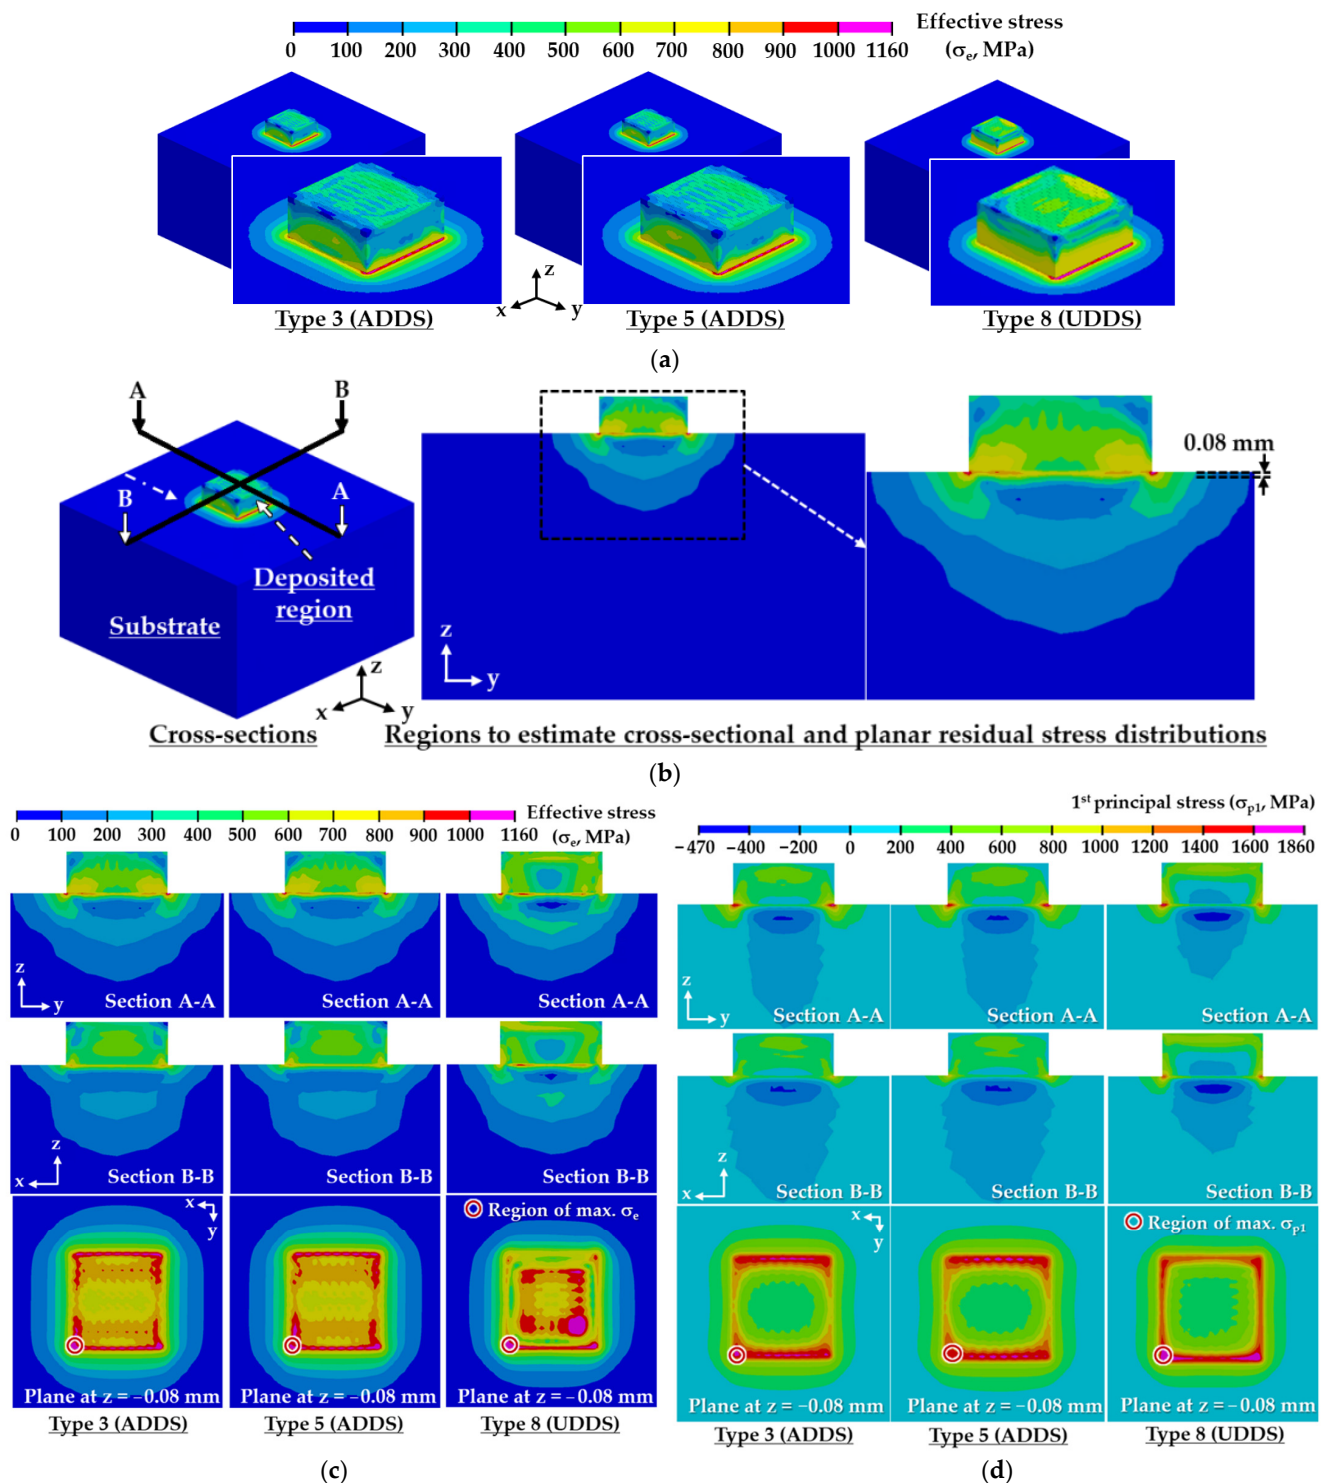 Effective stress
(σe, MPa)
0 100 200 300 400 500 600 700 800 900 1000 1160
z
x y
Type 3 (ADDS) Type 5 (ADDS) Type 8 (UDDS)
(a)
A B
B A
Deposited
region
Substrate
z
x y
z
y
0.08 mm
Cross-sections Regions to estimate cross-sectional and planar residual stress distributions
(b)
Effective stress
(σe, MPa)
0 100 200 300 400 500 600 700 800 900 1000 1160
z
y
Section A-A Section A-A Section A-A
z
x
Section B-B Section B-B Section B-B
x
y
Region of max. σe
Plane at z = −0.08 mm Plane at z = −0.08 mm Plane at z = −0.08 mm
Type 3 (ADDS) Type 5 (ADDS) Type 8 (UDDS)
(c)
1st principal stress (σp1, MPa)
−470 −400 −200 0 200 400 600 800 1000 1200 1400 1600 1860
z
y
Section A-A Section A-A Section A-A
z
x
Section B-B Section B-B Section B-B
x
y
Region of max. σp1
Plane at z = −0.08 mm Plane at z = −0.08 mm Plane at z = −0.08 mm
Type 3 (ADDS) Type 5 (ADDS) Type 8 (UDDS)
(d)